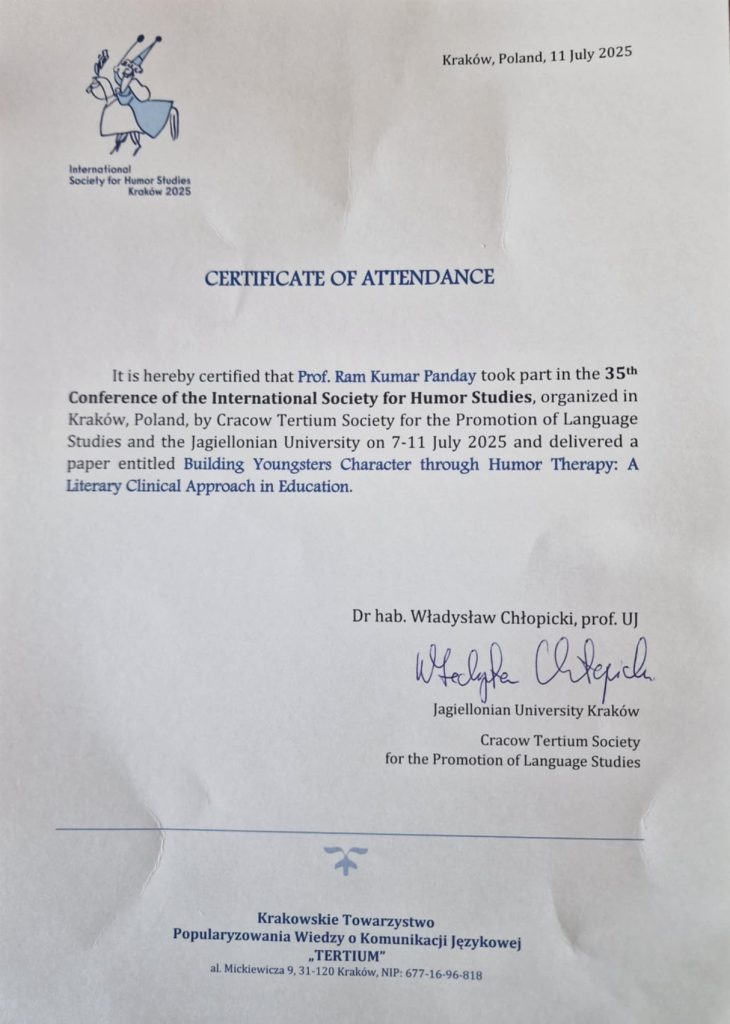 Kraków, Poland, 11 July 2025
International
Society for Humor Studies
Kraków 2025
CERTIFICATE OF ATTENDANCE
It is hereby certified that Prof. Ram Kumar Panday took part in the 35th
Conference of the International Society for Humor Studies, organized in
Kraków, Poland, by Cracow Tertium Society for the Promotion of Language
Studies and the Jagiellonian University on 7-11 July 2025 and delivered a
paper entitled Building Youngsters Character through Humor Therapy: A
Literary Clinical Approach in Education.
Dr hab. Władysław Chłopicki, prof. UJ
Władysław Chłopicki
Jagiellonian University Kraków
Cracow Tertium Society
for the Promotion of Language Studies
Krakowskie Towarzystwo
Popularyzowania Wiedzy o Komunikacji Językowej
„TERTIUM”
al. Mickiewicza 9, 31-120 Kraków, NIP: 677-16-96-818